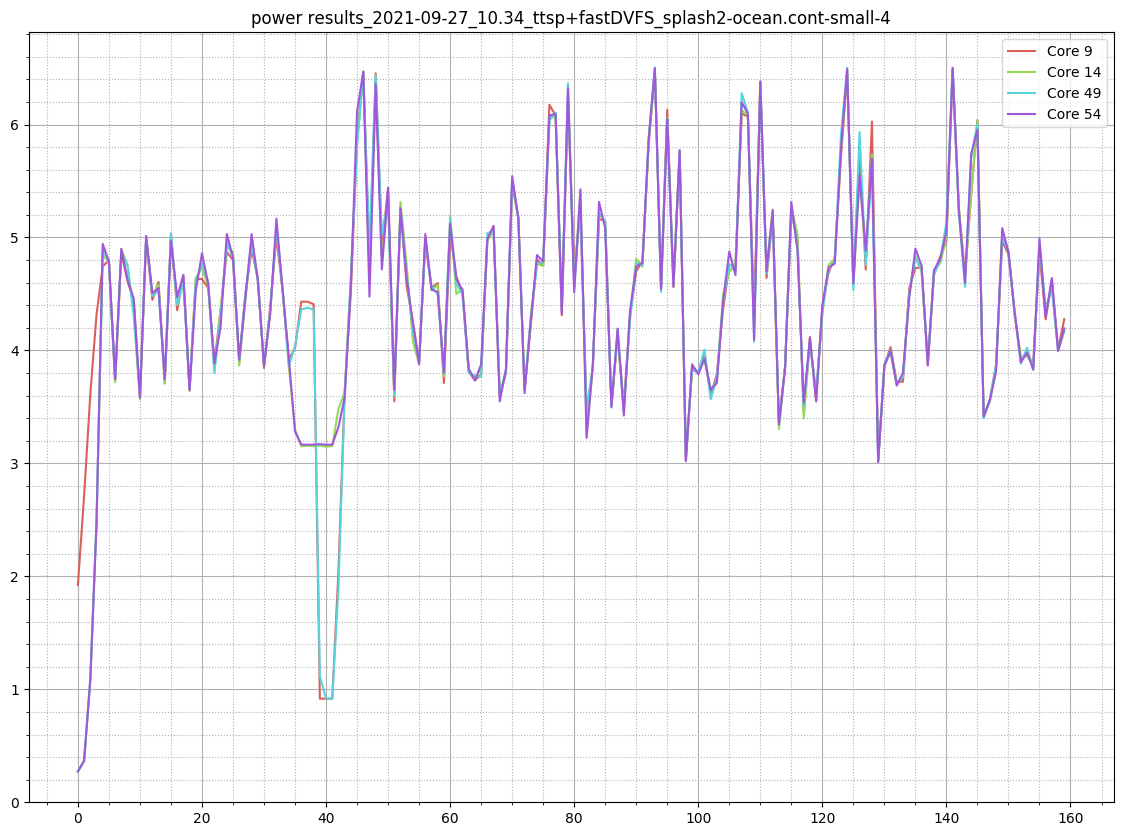 power results_2021-09-27_10.34_ttsp+fastDVFS_splash2-ocean.cont-small-4
Core 9
Core 14
Core 49
Core 54
6
5
4
3
2
1
0
0 20 40 60 80 100 120 140 160